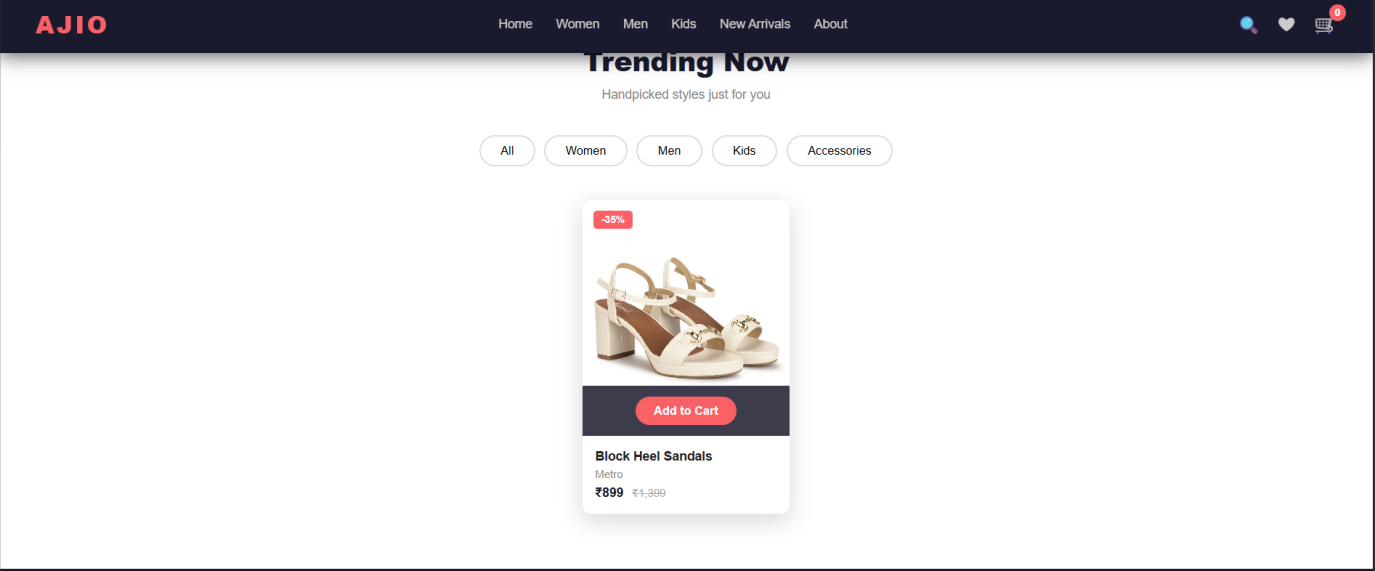 AJIO
Home Women Men Kids New Arrivals About
0
Trending Now
Handpicked styles just for you
All Women Men Kids Accessories
-35%
Add to Cart
Block Heel Sandals
Metro
₹899 ₹1,399